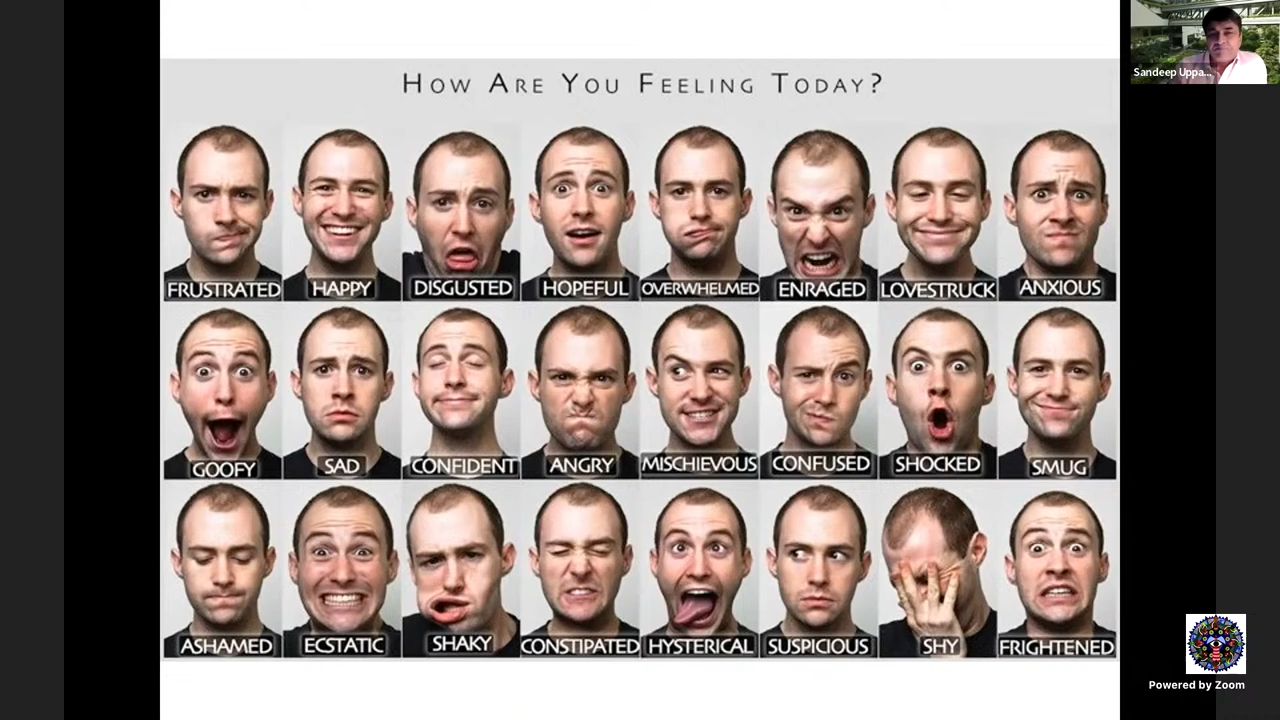 How Are You Feeling Today?
FRUSTRATED
HAPPY
DISGUSTED
HOPEFUL
OVERWHELMED
ENRAGED
LOVESTRUCK
ANXIOUS
GOOFY
SAD
CONFIDENT
ANGRY
MISCHIEVOUS
CONFUSED
SHOCKED
SMUG
ASHAMED
ECSTATIC
SHAKY
CONSTIPATED
HYSTERICAL
SUSPICIOUS
SHY
FRIGHTENED
Sandeep Uppa...
Powered by Zoom